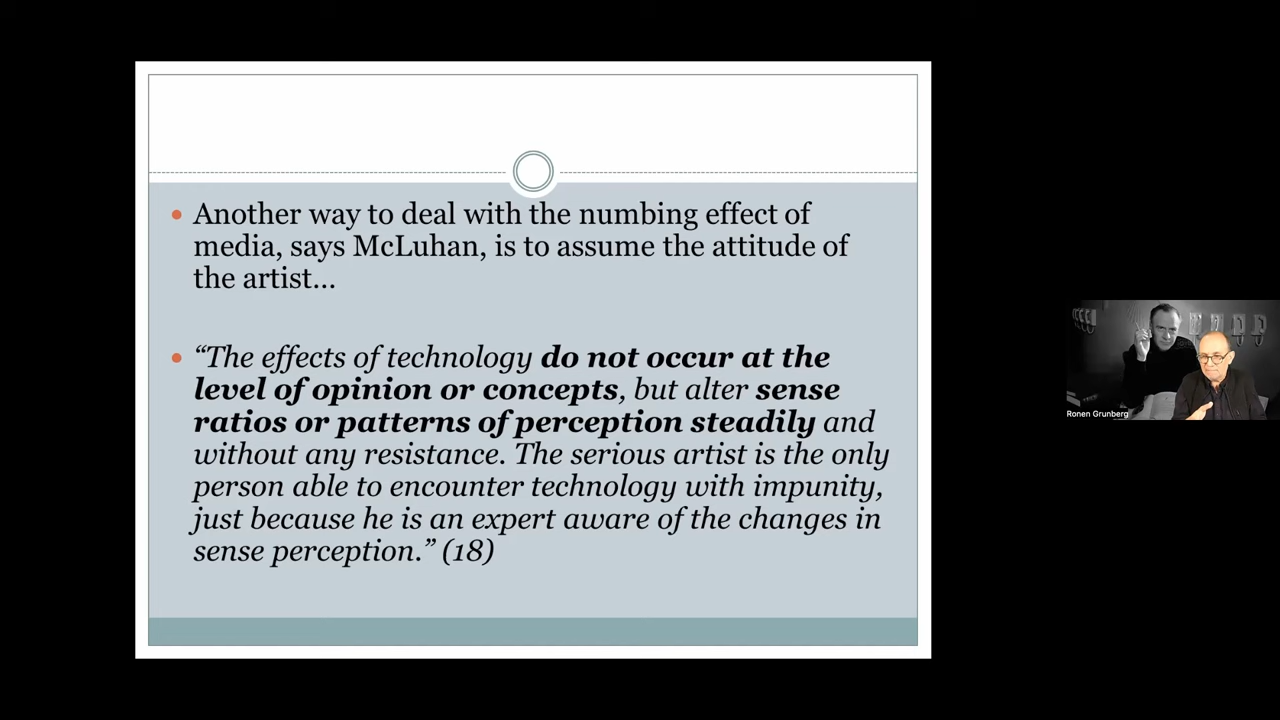 Another way to deal with the numbing effect of
media, says McLuhan, is to assume the attitude of
the artist…
“The effects of technology do not occur at the
level of opinion or concepts, but alter sense
ratios or patterns of perception steadily and
without any resistance. The serious artist is the only
person able to encounter technology with impunity,
just because he is an expert aware of the changes in
sense perception.” (18)
Ronen Grunberg